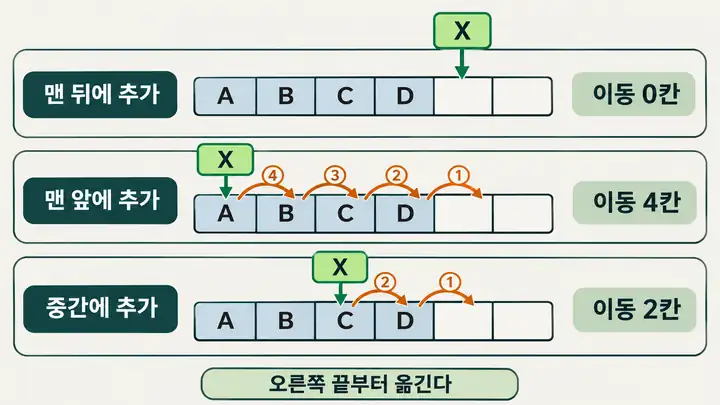 X
맨 뒤에 추가 A B C D 이동 0칸
X ④ ③ ② ①
맨 앞에 추가 A B C D 이동 4칸
X ② ①
중간에 추가 A B C D 이동 2칸
오른쪽 끝부터 옮긴다